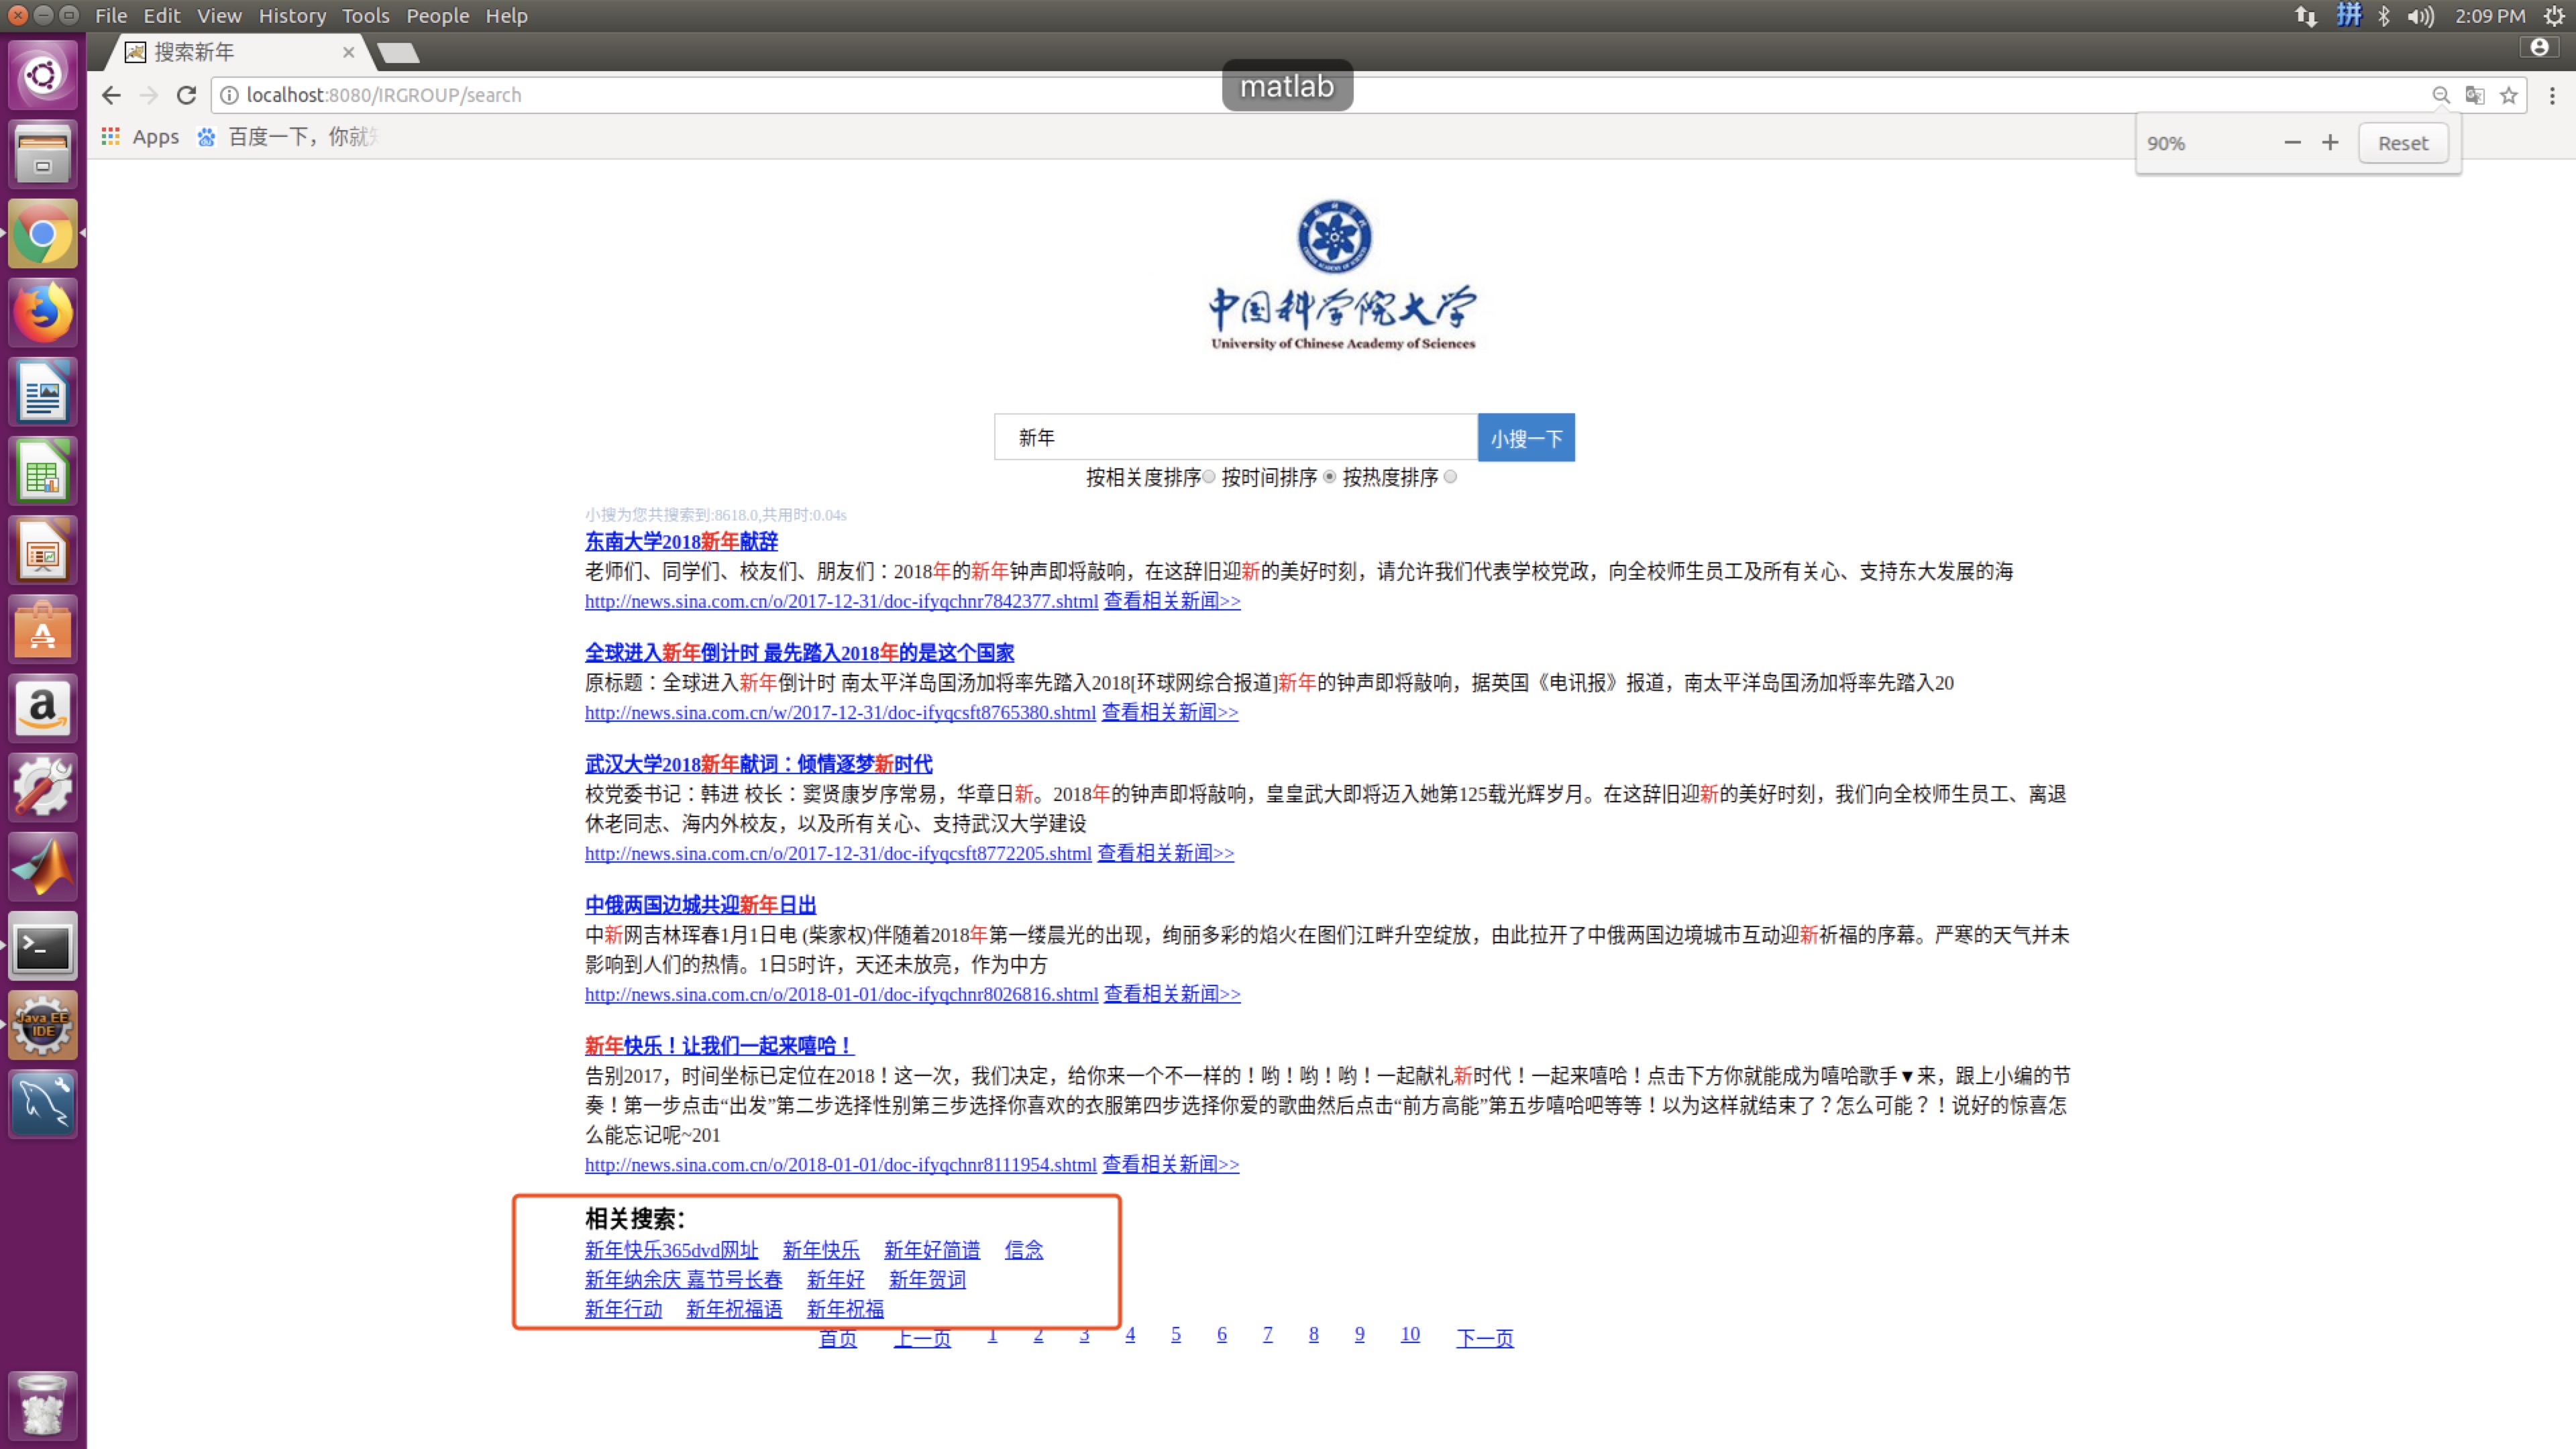 File Edit View History Tools People Help
拼 2:09 PM
搜索新年
matlab
localhost:8080/IRGROUP/search
Apps 百度一下，你就
90% Reset
中国科学院大学
University of Chinese Academy of Sciences
新年 小搜一下
按相关度排序 按时间排序 按热度排序
小搜为您共搜索到:8618.0,共用时:0.04s
东南大学2018新年献辞
老师们、同学们、校友们、朋友们：2018年的新年钟声即将敲响，在这辞旧迎新的美好时刻，请允许我们代表学校党政，向全校师生员工及所有关心、支持东大发展的海
http://news.sina.com.cn/o/2017-12-31/doc-ifyqchnr7842377.shtml 查看相关新闻>>
全球进入新年倒计时 最先踏入2018年的是这个国家
原标题：全球进入新年倒计时 南太平洋岛国汤加将率先踏入2018[环球网综合报道]新年的钟声即将敲响，据英国《电讯报》报道，南太平洋岛国汤加将率先踏入20
http://news.sina.com.cn/w/2017-12-31/doc-ifyqcsft8765380.shtml 查看相关新闻>>
武汉大学2018新年献词：倾情逐梦新时代
校党委书记：韩进 校长：窦贤康岁序常易，华章日新。2018年的钟声即将敲响，皇皇武大即将迈入她第125载光辉岁月。在这辞旧迎新的美好时刻，我们向全校师生员工、离退
休老同志、海内外校友，以及所有关心、支持武汉大学建设
http://news.sina.com.cn/o/2017-12-31/doc-ifyqcsft8772205.shtml 查看相关新闻>>
中俄两国边城共迎新年日出
中新网吉林珲春1月1日电 (柴家权)伴随着2018年第一缕晨光的出现，绚丽多彩的焰火在图们江畔升空绽放，由此拉开了中俄两国边境城市互动迎新祈福的序幕。严寒的天气并未
影响到人们的热情。1日5时许，天还未放亮，作为中方
http://news.sina.com.cn/o/2018-01-01/doc-ifyqchnr8026816.shtml 查看相关新闻>>
新年快乐！让我们一起来嘻哈！
告别2017，时间坐标已定位在2018！这一次，我们决定，给你来一个不一样的！哟！哟！哟！一起献礼新时代！一起来嘻哈！点击下方你就能成为嘻哈歌手▼来，跟上小编的节
奏！第一步点击“出发”第二步选择性别第三步选择你喜欢的衣服第四步选择你爱的歌曲然后点击“前方高能”第五步嘻哈吧等等！以为这样就结束了？怎么可能？！说好的惊喜怎
么能忘记呢~201
http://news.sina.com.cn/o/2018-01-01/doc-ifyqchnr8111954.shtml 查看相关新闻>>
相关搜索：
新年快乐365dvd网址 新年快乐 新年好简谱 信念
新年纳余庆 嘉节号长春 新年好 新年贺词
新年行动 新年祝福语 新年祝福
首页 上一页 1 2 3 4 5 6 7 8 9 10 下一页
Java EE
IDE